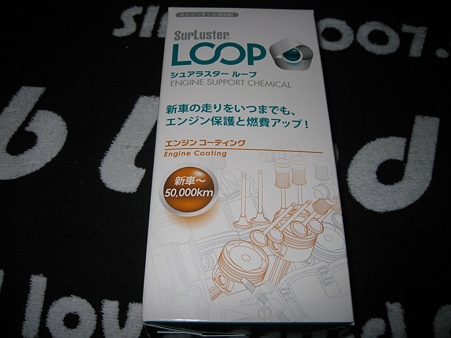 SurLuster
LOOP
シュアラスター ループ
ENGINE SUPPORT CHEMICAL
新車の走りをいつまでも、
エンジン保護と燃費アップ!
エンジン コーティング
Engine Coating
新車〜
50,000km